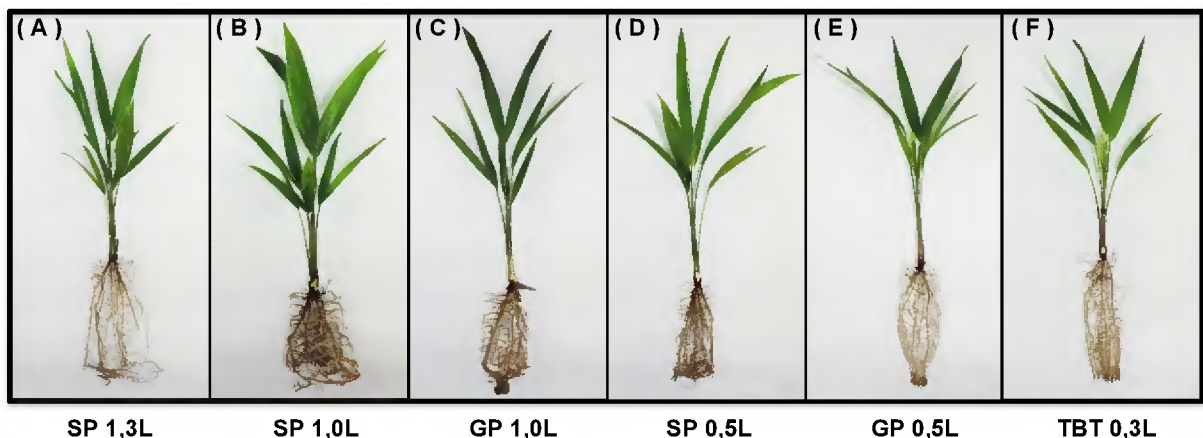 ( A ) ( B ) ( C ) ( D ) ( E ) ( F )
SP 1,3L SP 1,0L GP 1,0L SP 0,5L GP 0,5L TBT 0,3L